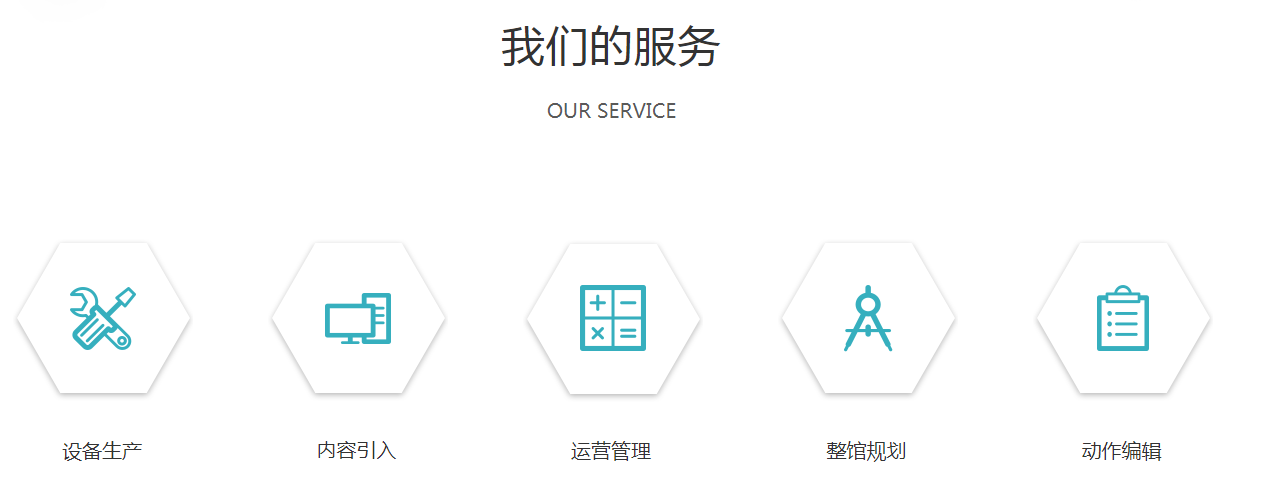 我们的服务
OUR SERVICE
设备生产
内容引入
运营管理
整馆规划
动作编辑